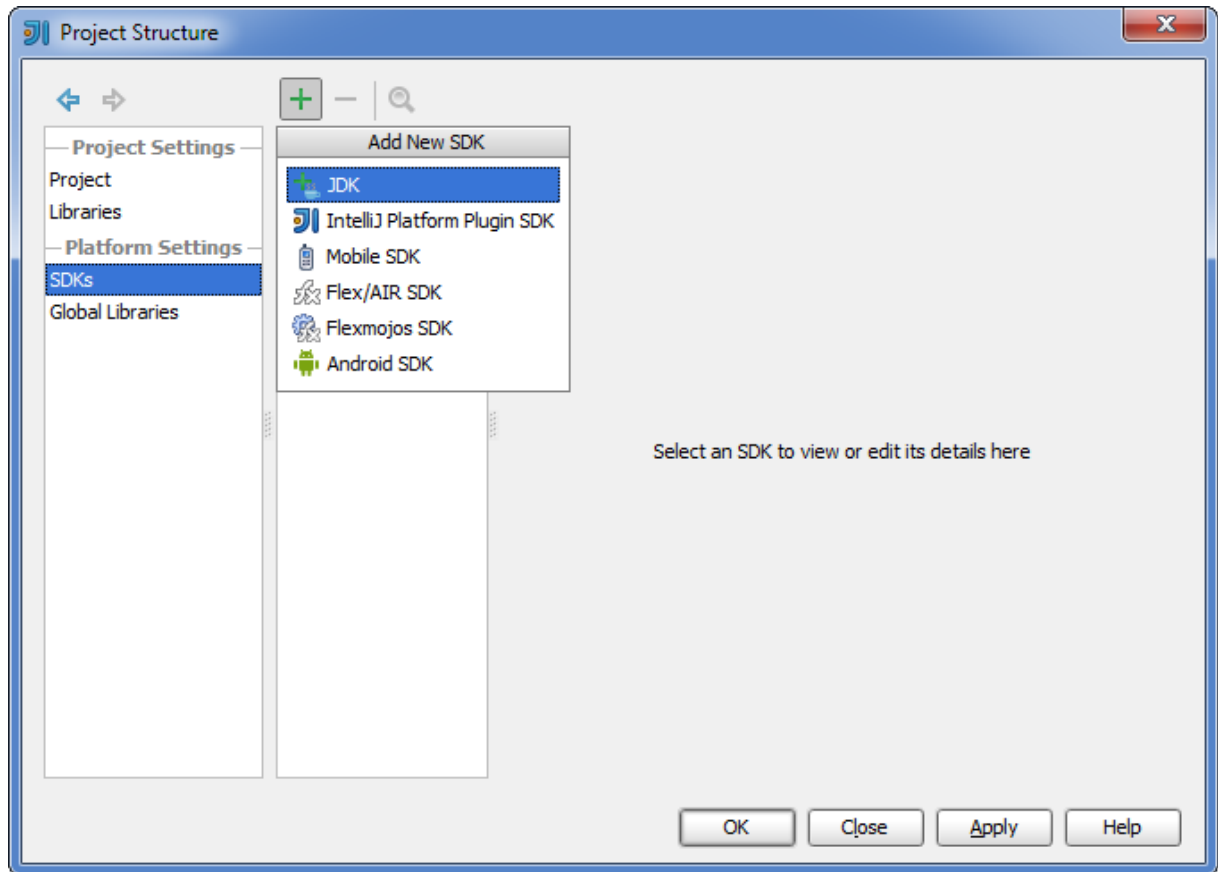 Project Structure
Project Settings
Project
Libraries
Platform Settings
SDKs
Global Libraries
Add New SDK
JDK
IntelliJ Platform Plugin SDK
Mobile SDK
Flex/AIR SDK
Flexmojos SDK
Android SDK
Select an SDK to view or edit its details here
OK Close Apply Help